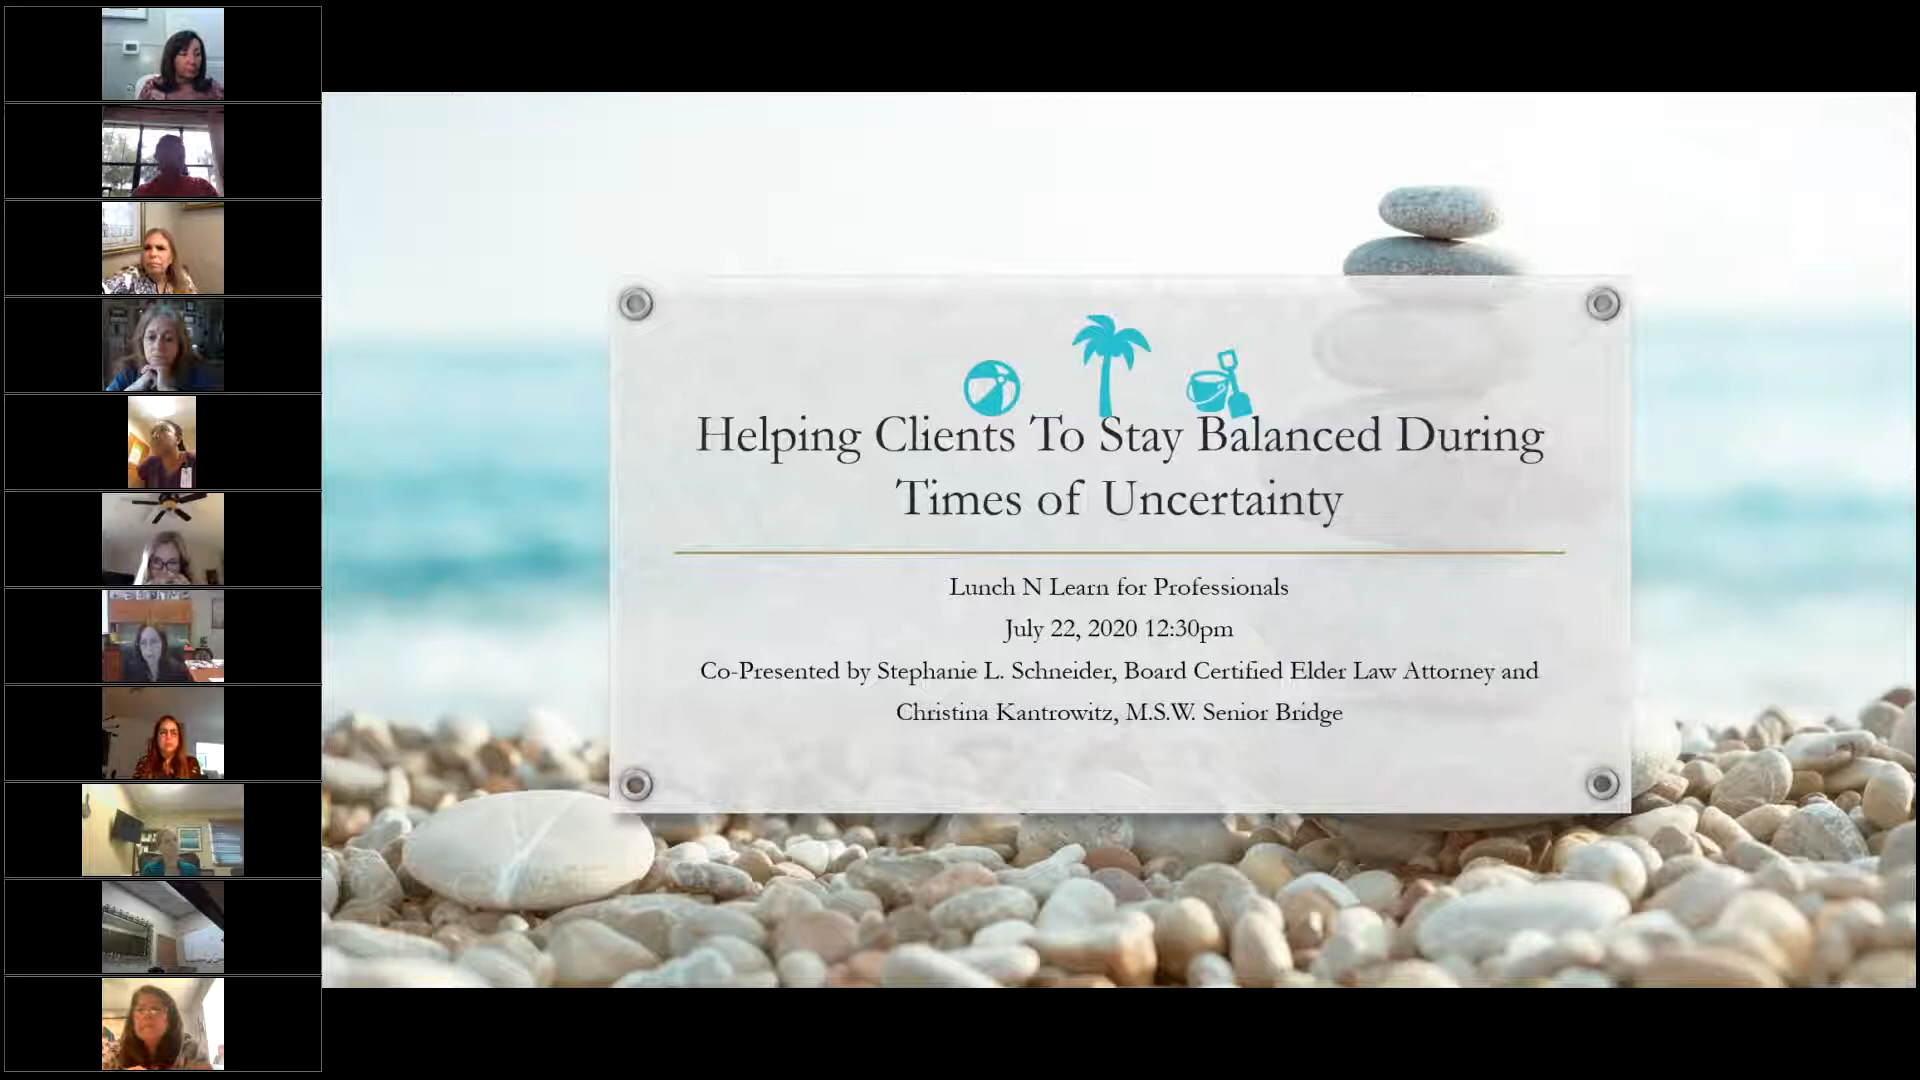 Helping Clients To Stay Balanced During
Times of Uncertainty
Lunch N Learn for Professionals
July 22, 2020 12:30pm
Co-Presented by Stephanie L. Schneider, Board Certified Elder Law Attorney and
Christina Kantrowitz, M.S.W. Senior Bridge